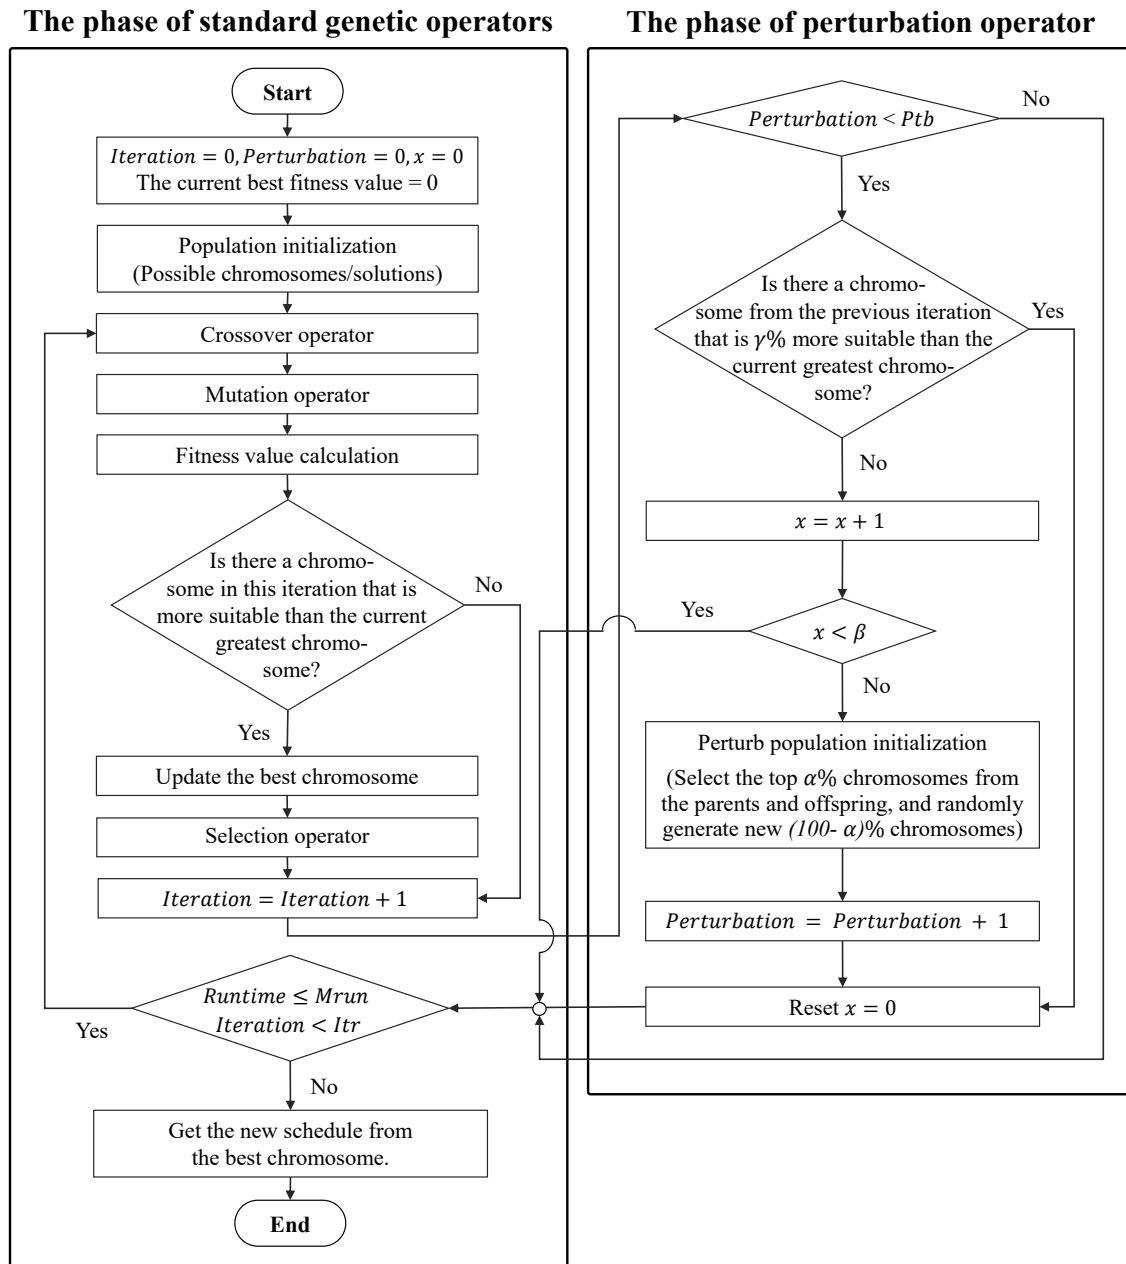 The phase of standard genetic operators
Start
𝐼𝑡𝑒𝑟𝑎𝑡𝑖𝑜𝑛 = 0, 𝑃𝑒𝑟𝑡𝑢𝑟𝑏𝑎𝑡𝑖𝑜𝑛 = 0, 𝑥 = 0
The current best fitness value = 0
Population initialization
(Possible chromosomes/solutions)
Crossover operator
Mutation operator
Fitness value calculation
Is there a chromo-
some in this iteration that is
more suitable than the current
greatest chromo-
some?
No
Yes
Update the best chromosome
Selection operator
Iteration = Iteration + 1
Runtime ≤ Mrun
Iteration < Itr
Yes
No
Get the new schedule from
the best chromosome.
End
The phase of perturbation operator
Perturbation < Ptb
No
Yes
Is there a chromo-
some from the previous iteration
that is γ% more suitable than the
current greatest chromo-
some?
Yes
No
x = x + 1
Yes
x < β
No
Perturb population initialization
(Select the top α% chromosomes from
the parents and offspring, and randomly
generate new (100- α)% chromosomes)
Perturbation = Perturbation + 1
Reset x = 0